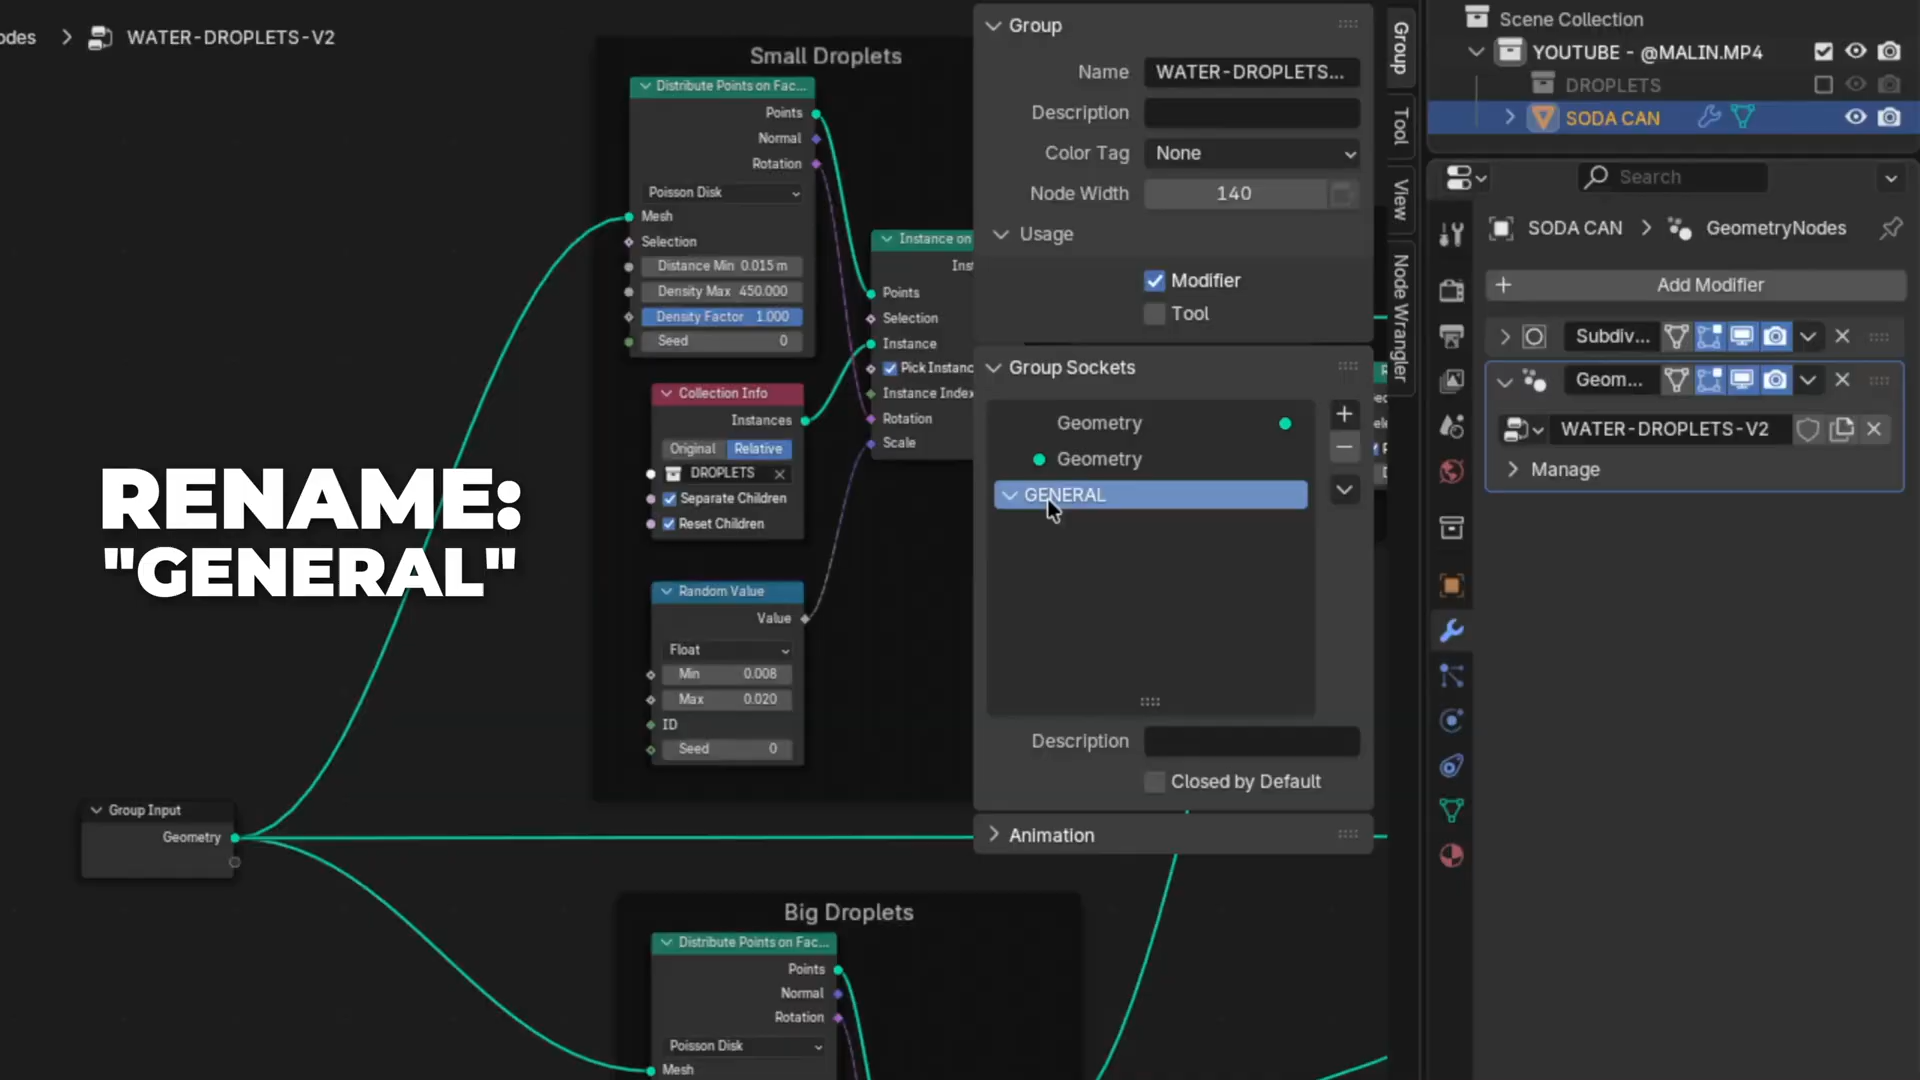 odes > WATER-DROPLETS-V2
Small Droplets
Distribute Points on Fac...
Points
Normal
Rotation
Poisson Disk
Mesh
Selection
Distance Min 0.015 m
Density Max 450.000
Density Factor 1.000
Seed 0
Collection Info
Instances
Original Relative
DROPLETS
Separate Children
Reset Children
Random Value
Value
Float
Min 0.008
Max 0.020
ID
Seed 0
Instance on
Inst
Points
Selection
Instance
Pick Instanc
Instance Index
Rotation
Scale
RENAME:
"GENERAL"
Group Input
Geometry
Big Droplets
Distribute Points on Fac...
Points
Normal
Rotation
Poisson Disk
Mesh
Group
Name WATER-DROPLETS...
Description
Color Tag None
Node Width 140
Usage
Modifier
Tool
Group Sockets
Geometry
Geometry
GENERAL
Description
Closed by Default
Animation
Group
Tool
View
Node Wrangler
Scene Collection
YOUTUBE - @MALIN.MP4
DROPLETS
SODA CAN
Search
SODA CAN > GeometryNodes
Add Modifier
Subdiv...
Geom...
WATER-DROPLETS-V2
Manage